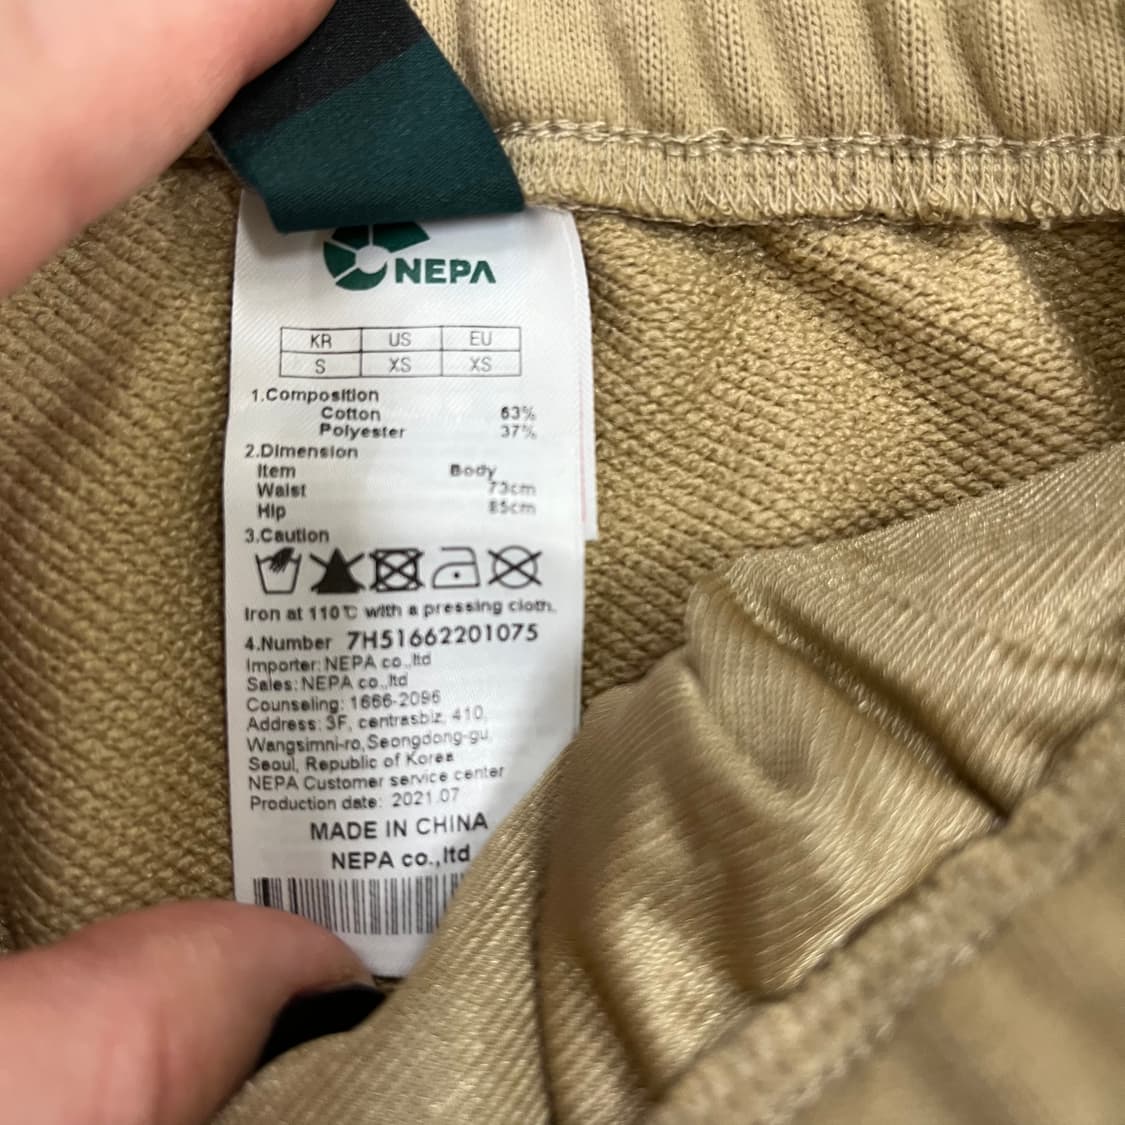 NEPA
KR US EU
S XS XS
1.Composition
Cotton 63%
Polyester 37%
2.Dimension
Item Body
Waist 73cm
Hip 85cm
3.Caution
Iron at 110℃ with a pressing cloth.
4.Number 7H51662201075
Importer: NEPA co.,ltd
Sales: NEPA co.,ltd
Counseling: 1666-2096
Address: 3F, centrasbiz, 410,
Wangsimni-ro, Seongdong-gu,
Seoul, Republic of Korea
NEPA Customer service center
Production date: 2021.07
MADE IN CHINA
NEPA co.,ltd